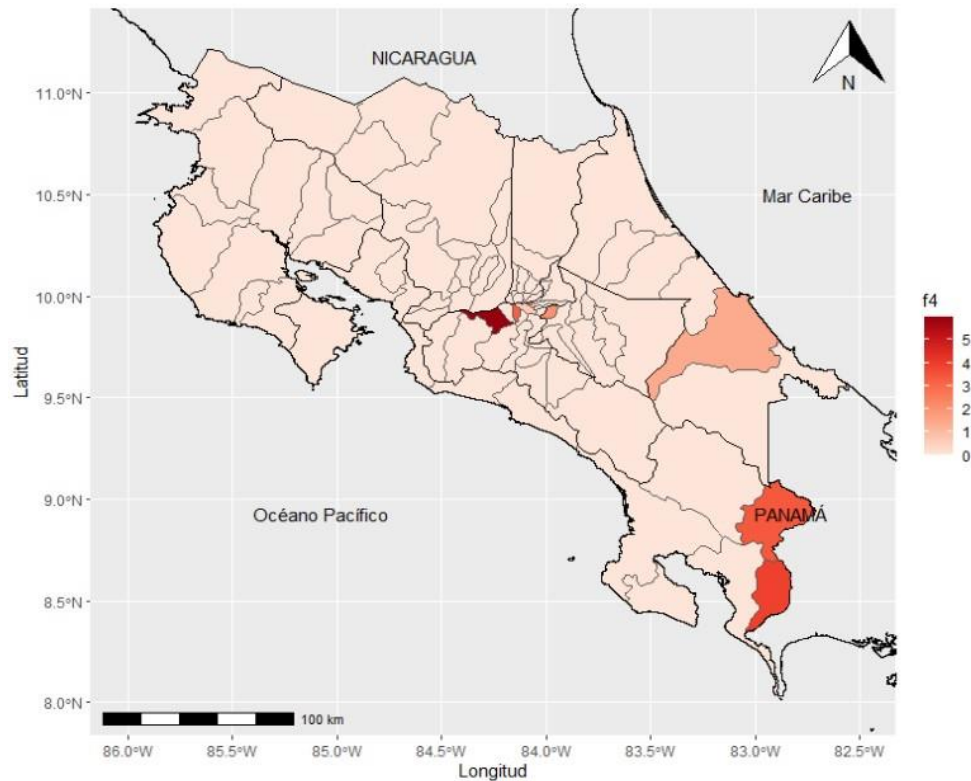 NICARAGUA
N
11.0°N
10.5°N
Mar Caribe
10.0°N
f4
5
4
3
2
1
0
Latitud
9.5°N
9.0°N
Océano Pacífico
PANAMÁ
8.5°N
8.0°N
100 km
86.0°W 85.5°W 85.0°W 84.5°W 84.0°W 83.5°W 83.0°W 82.5°W
Longitud